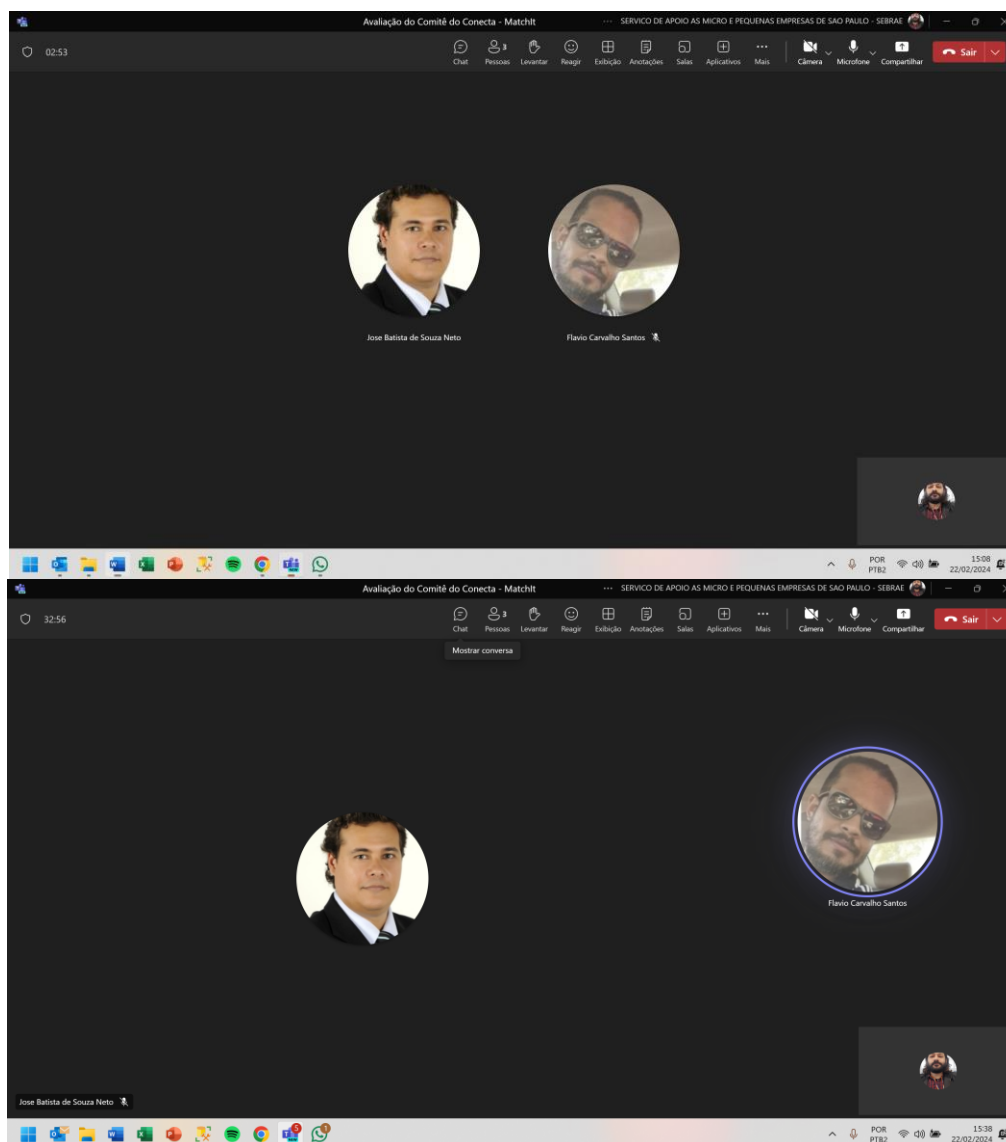 Avaliação do Comitê do Conecta - MatchIt
··· SERVICO DE APOIO AS MICRO E PEQUENAS EMPRESAS DE SAO PAULO - SEBRAE
02:53
3
Chat Pessoas Levantar Reagir Exibição Anotações Salas Aplicativos Mais Câmera Microfone Compartilhar Sair
Jose Batista de Souza Neto
Flavio Carvalho Santos
POR
PTB2
15:08
22/02/2024
Avaliação do Comitê do Conecta - MatchIt
··· SERVICO DE APOIO AS MICRO E PEQUENAS EMPRESAS DE SAO PAULO - SEBRAE
32:56
3
Chat Pessoas Levantar Reagir Exibição Anotações Salas Aplicativos Mais Câmera Microfone Compartilhar Sair
Mostrar conversa
Flavio Carvalho Santos
Jose Batista de Souza Neto
5
1
POR
PTB2
15:38
22/02/2024